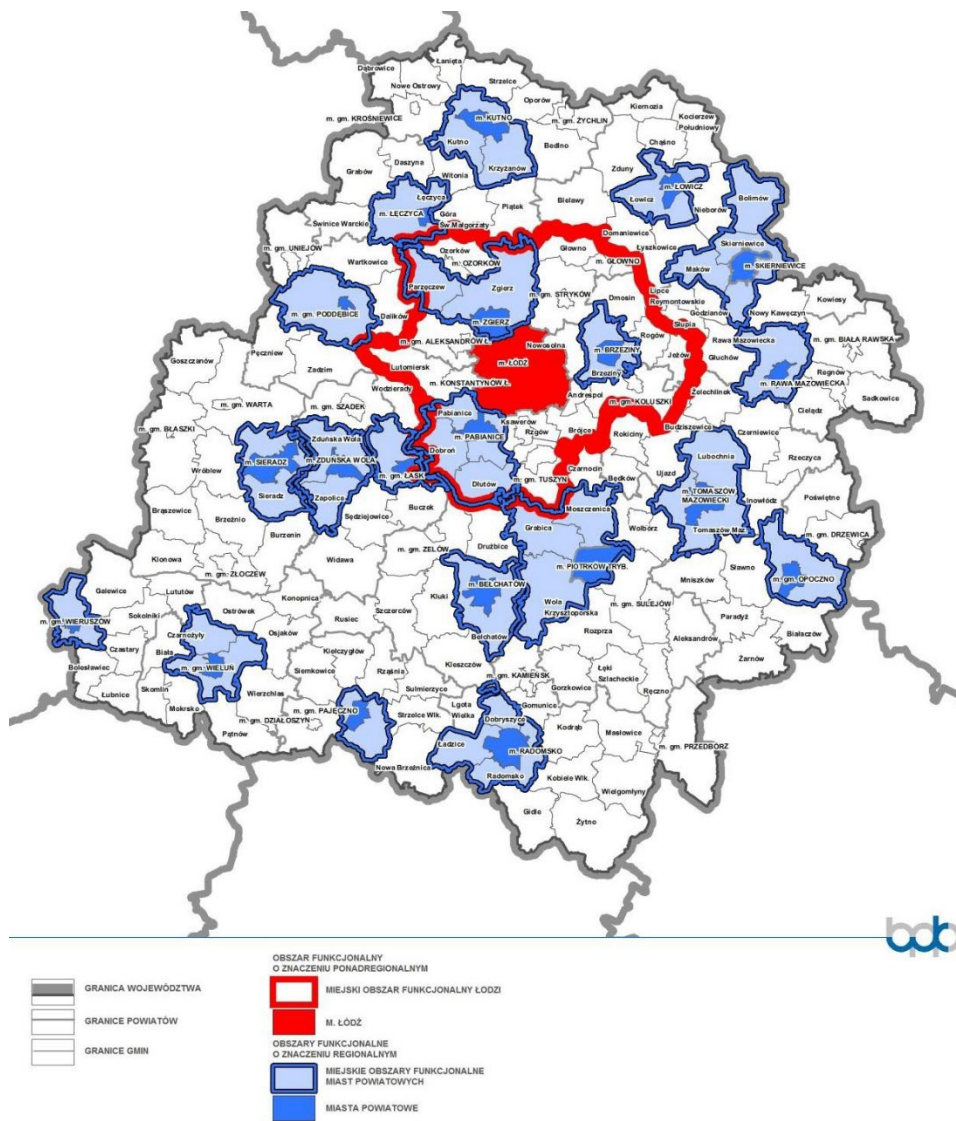 Łanięta
Dąbrowice
Strzelce
Nowe Ostrowy
Oporów
Kiernozia
m. gm. ŻYCHLIN
Kocierzew
Południowy
m. gm. KROŚNIEWICE
m. KUTNO
Chąśno
Kutno
Bedlno
Zduny
Daszyna
Krzyżanów
Grabów
Witonia
m. ŁOWICZ
Łęczyca
Bolimów
Łowicz
Nieborów
Piątek
Bielawy
m. ŁĘCZYCA
Góra
Św. Małgorzaty
Świnice Warckie
Domaniewice
Skierniewice
m. gm. UNIEJÓW
Głowno
Łyszkowice
Ozorków
m. OZORKÓW
m. GŁOWNO
Maków
m. SKIERNIEWICE
Wartkowice
Parzęczew
Zgierz
Lipce
Reymontowskie
m. gm. STRYKÓW
Dmosin
Kowiesy
Godzianów
Nowy Kawęczyn
m. gm. PODDĘBICE
Dalików
m. ZGIERZ
Słupia
Rogów
Rawa Mazowiecka
m. gm. BIAŁA RAWSKA
m. gm. ALEKSANDRÓW Ł.
Nowosolna
m. BRZEZINY
Jeżów
Głuchów
Goszczanów
Pęczniew
Lutomiersk
m. ŁÓDŹ
Brzeziny
Regnów
Zadzim
m. RAWA MAZOWIECKA
Wodzierady
m. KONSTANTYNÓW Ł.
Żelechlinek
Sadkowice
Andrespol
m. gm. KOLUSZKI
m. gm. WARTA
m. gm. SZADEK
Pabianice
Cielądz
m. gm. BŁASZKI
Ksawerów
Brójce
Budziszewice
Zduńska Wola
m. PABIANICE
Rzgów
Rokiciny
Czerniewice
Wróblew
m. SIERADZ
m. ZDUŃSKA WOLA
Dobroń
Lubochnia
Rzeczyca
m. gm. ŁASK
Czarnocin
Będków
Ujazd
m. gm. TUSZYN
Sieradz
Zapolice
Dłutów
m. TOMASZÓW
MAZOWIECKI
Inowłódz
Poświętne
Brąszewice
Sędziejowice
Buczek
Moszczenica
Brzeźnio
Grabica
Wolbórz
Tomaszów Maz.
Burzenin
Drużbice
m. gm. DRZEWICA
Klonowa
Widawa
m. gm. ZELÓW
m. PIOTRKÓW TRYB.
Sławno
m. gm. ZŁOCZEW
m. BEŁCHATÓW
m. gm. OPOCZNO
Galewice
Lututów
Konopnica
Kluki
Mniszków
m. gm. WIERUSZÓW
Sokolniki
Ostrówek
Szczerców
Wola
Krzysztoporska
m. gm. SULEJÓW
Rusiec
Paradyż
Czarnożyły
Osjaków
Bełchatów
Rozprza
Aleksandrów
Białaczów
Czastary
Biała
Kiełczygłów
Bolesławiec
m. gm. WIELUŃ
Siemkowice
Rząśnia
Kleszczów
Łęki
Szlacheckie
Żarnów
Łubnice
Skomlin
m. gm. KAMIEŃSK
Wierzchlas
Sulmierzyce
Gorzkowice
Ręczno
Mokrsko
m. gm. PAJĘCZNO
Lgota
Wielka
Gomunice
m. gm. DZIAŁOSZYN
Strzelce Wlk.
Dobryszyce
Kodrąb
Masłowice
Pątnów
Ładzice
m. RADOMSKO
m. gm. PRZEDBÓRZ
Nowa Brzeźnica
Radomsko
Kobiele Wlk.
Wielgomłyny
Gidle
Żytno
GRANICA WOJEWÓDZTWA
GRANICE POWIATÓW
GRANICE GMIN
OBSZAR FUNKCJONALNY
O ZNACZENIU PONADREGIONALNYM
MIEJSKI OBSZAR FUNKCJONALNY ŁODZI
M. ŁÓDŹ
OBSZARY FUNKCJONALNE
O ZNACZENIU REGIONALNYM
MIEJSKIE OBSZARY FUNKCJONALNE
MIAST POWIATOWYCH
MIASTA POWIATOWE